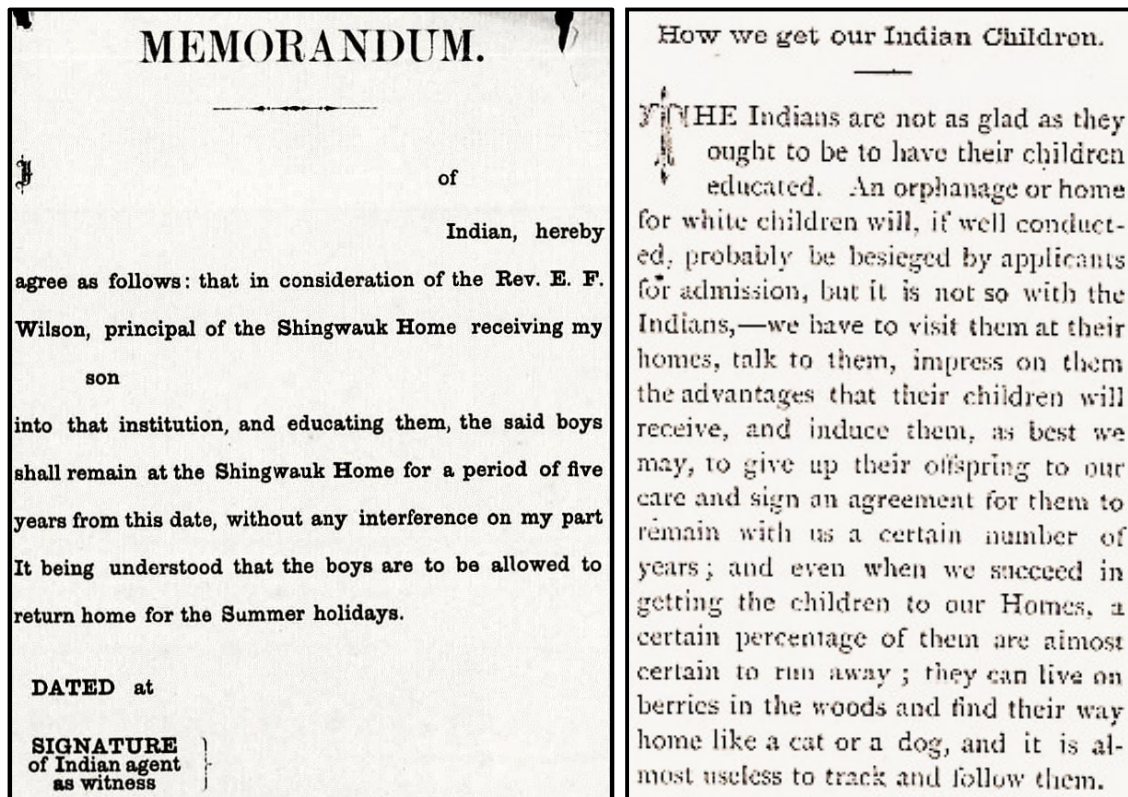 MEMORANDUM.
I of
Indian, hereby
agree as follows: that in consideration of the Rev. E. F.
Wilson, principal of the Shingwauk Home receiving my
son
into that institution, and educating them, the said boys
shall remain at the Shingwauk Home for a period of five
years from this date, without any interference on my part
It being understood that the boys are to be allowed to
return home for the Summer holidays.
DATED at
SIGNATURE
of Indian agent
as witness
How we get our Indian Children.
THE Indians are not as glad as they
ought to be to have their children
educated. An orphanage or home
for white children will, if well conduct-
ed, probably be besieged by applicants
for admission, but it is not so with the
Indians,—we have to visit them at their
homes, talk to them, impress on them
the advantages that their children will
receive, and induce them, as best we
may, to give up their offspring to our
care and sign an agreement for them to
remain with us a certain number of
years; and even when we succeed in
getting the children to our Homes, a
certain percentage of them are almost
certain to run away; they can live on
berries in the woods and find their way
home like a cat or a dog, and it is al-
most useless to track and follow them.